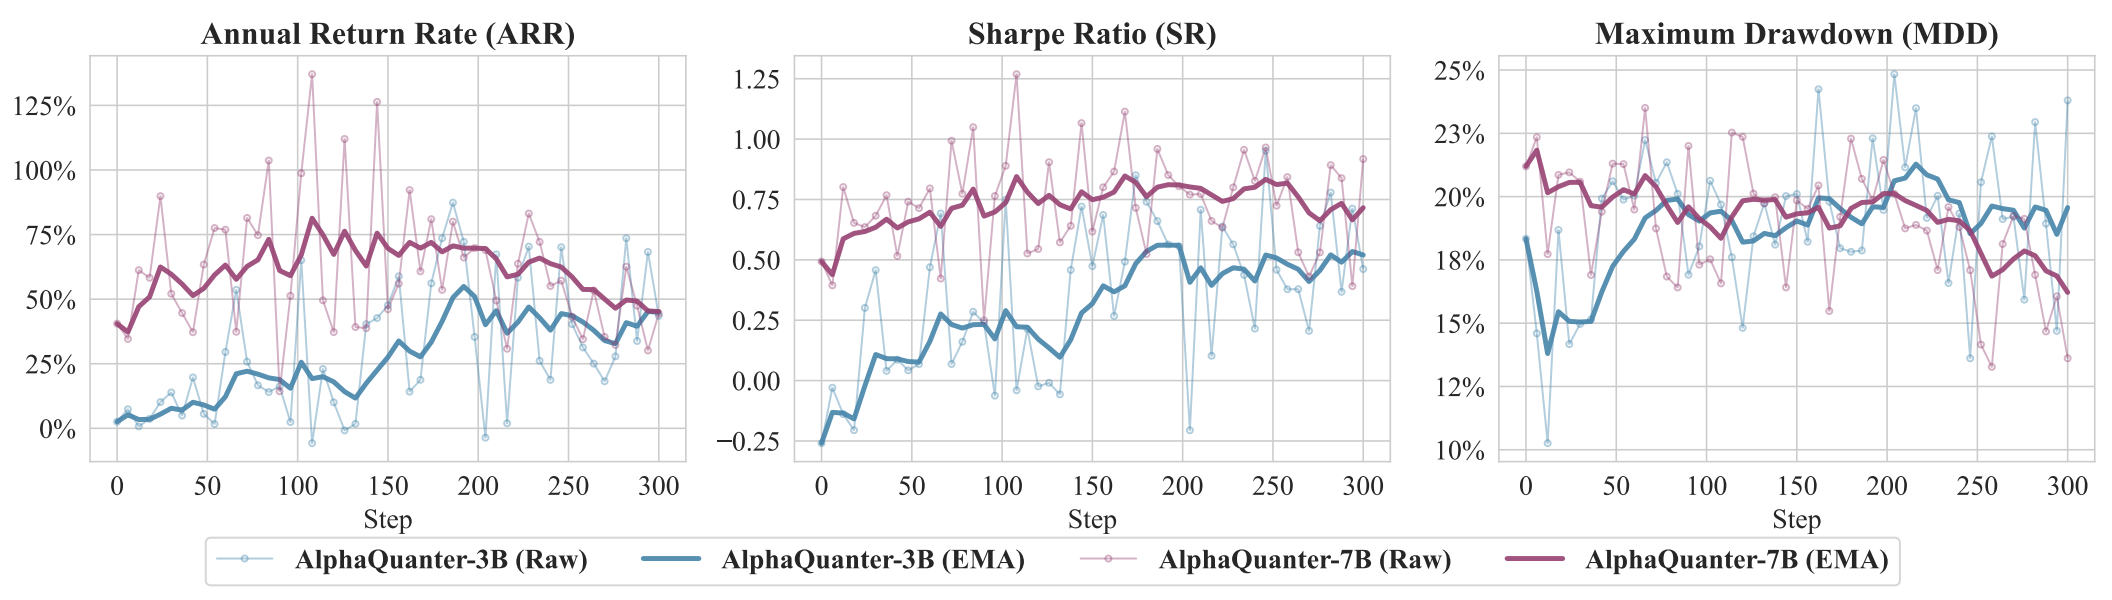 Annual Return Rate (ARR)
125%
100%
75%
50%
25%
0%
0 50 100 150 200 250 300
Step
Sharpe Ratio (SR)
1.25
1.00
0.75
0.50
0.25
0.00
−0.25
0 50 100 150 200 250 300
Step
Maximum Drawdown (MDD)
25%
23%
20%
18%
15%
12%
10%
0 50 100 150 200 250 300
Step
AlphaQuanter-3B (Raw) AlphaQuanter-3B (EMA) AlphaQuanter-7B (Raw) AlphaQuanter-7B (EMA)